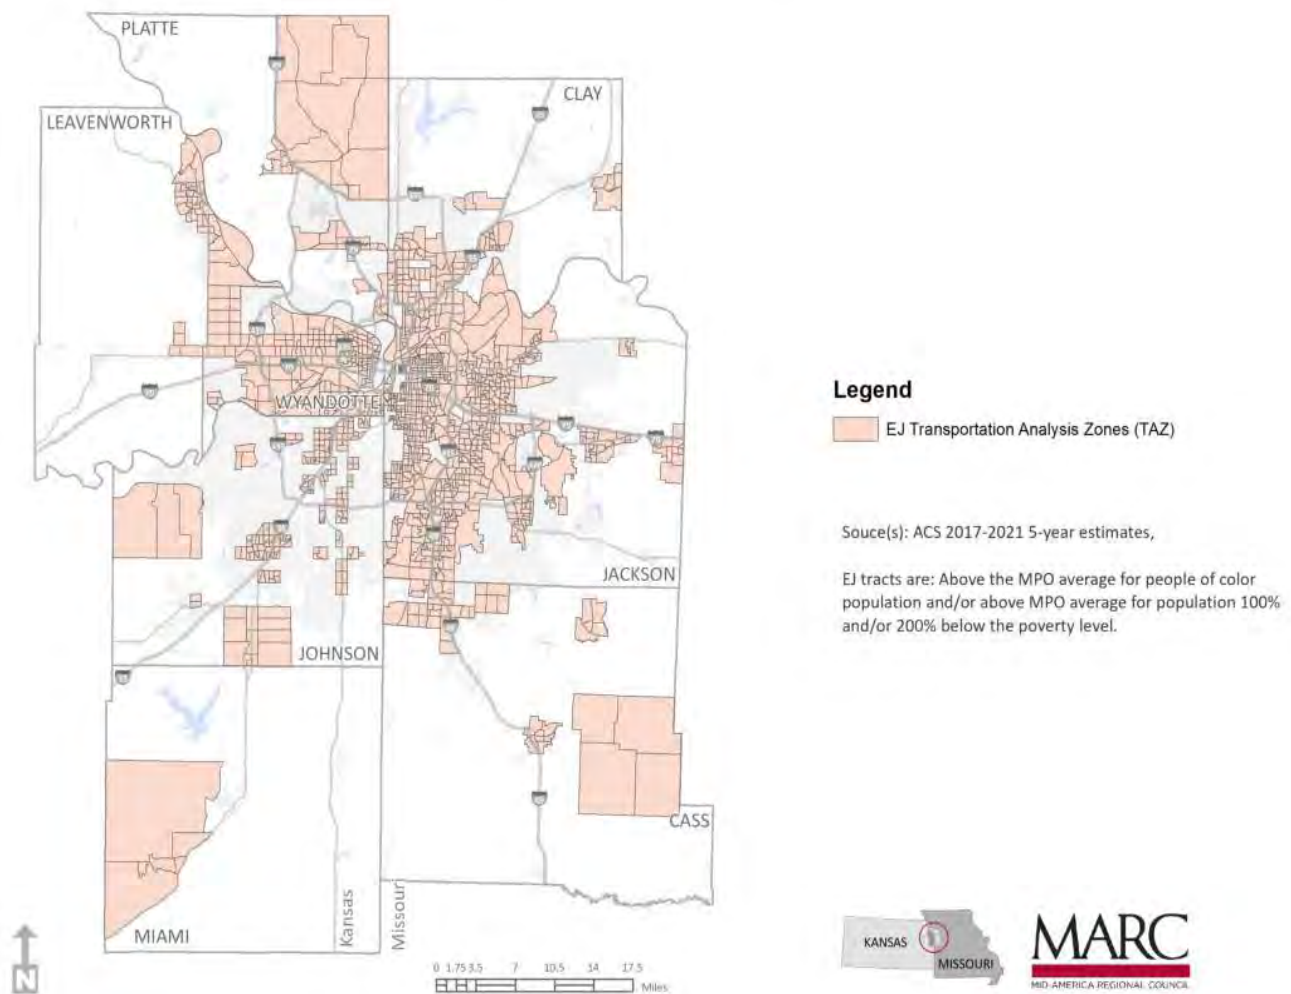 PLATTE
CLAY
LEAVENWORTH
WYANDOTTE
JACKSON
JOHNSON
CASS
MIAMI
Kansas
Missouri
N
0 1.75 3.5 7 10.5 14 17.5
Miles
Legend
EJ Transportation Analysis Zones (TAZ)
Souce(s): ACS 2017-2021 5-year estimates,
EJ tracts are: Above the MPO average for people of color
population and/or above MPO average for population 100%
and/or 200% below the poverty level.
KANSAS
MISSOURI
MARC
MID-AMERICA REGIONAL COUNCIL